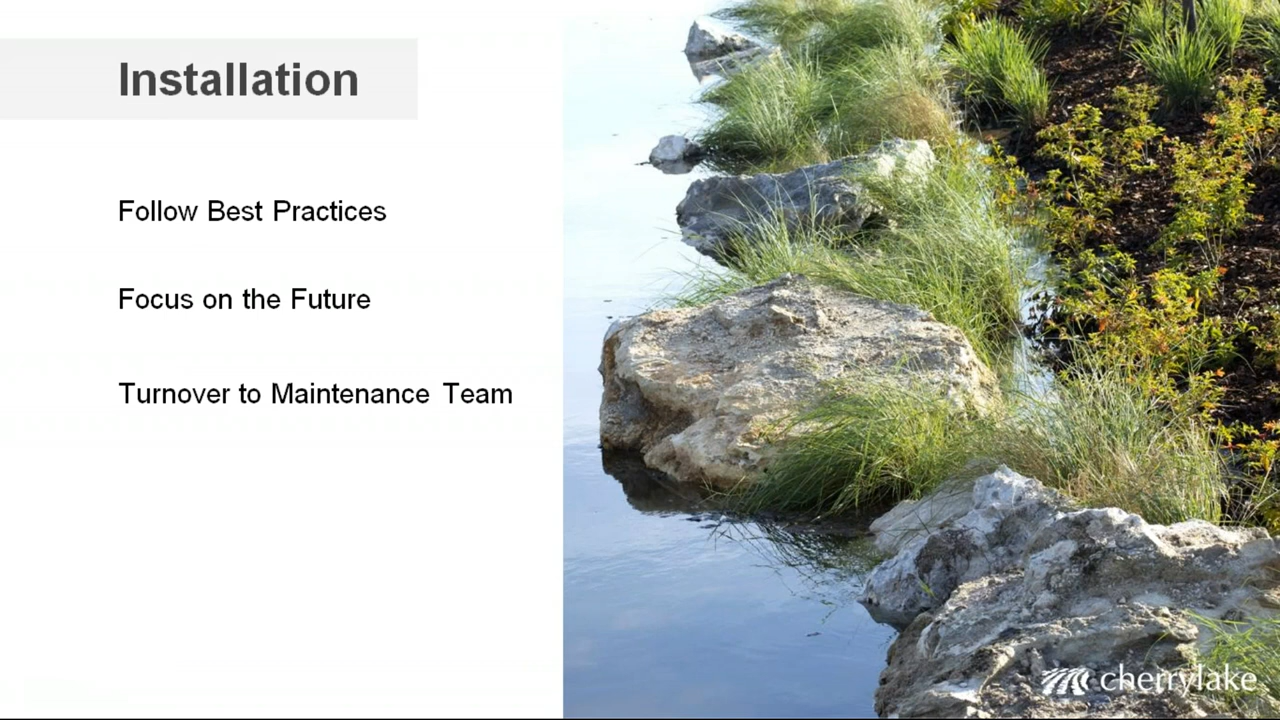 Installation
Follow Best Practices
Focus on the Future
Turnover to Maintenance Team
cherrylake